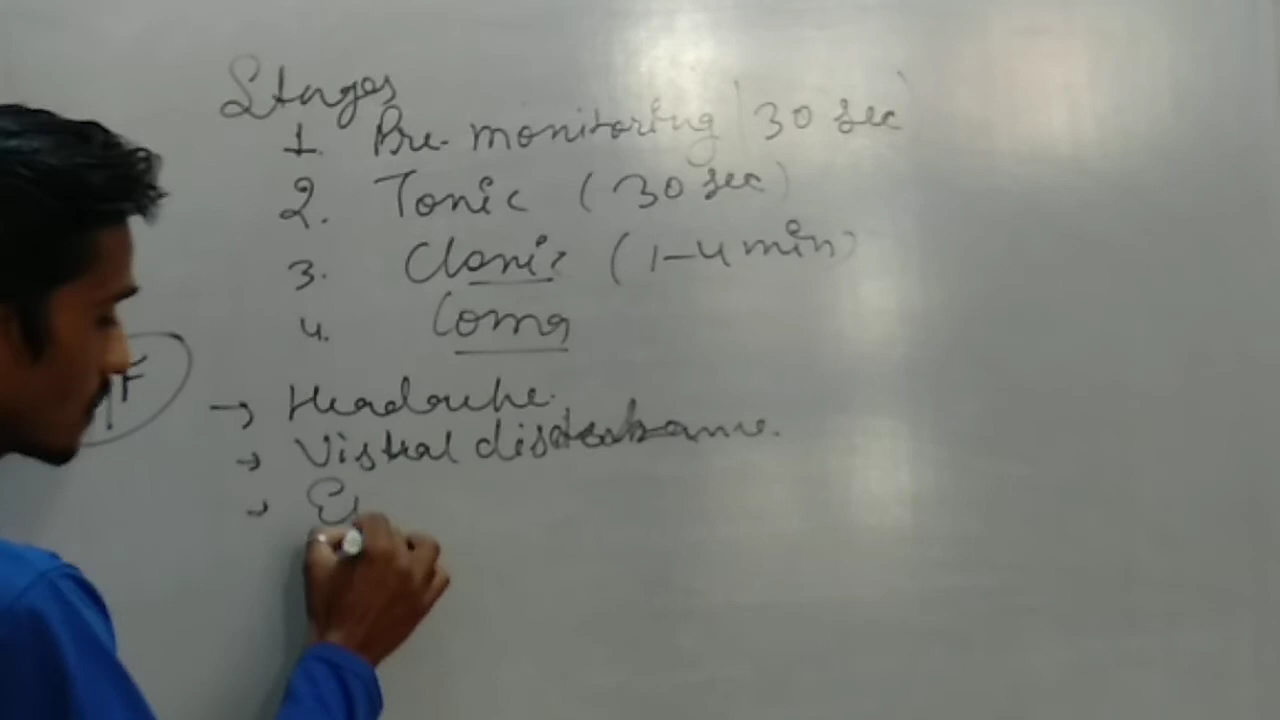 Stages
1. Pre-monitoring (30 sec)
2. Tonic (30 sec)
3. Clonic (1-4 min)
4. Coma
→ Headache.
→ Visual disturbance.
→ E